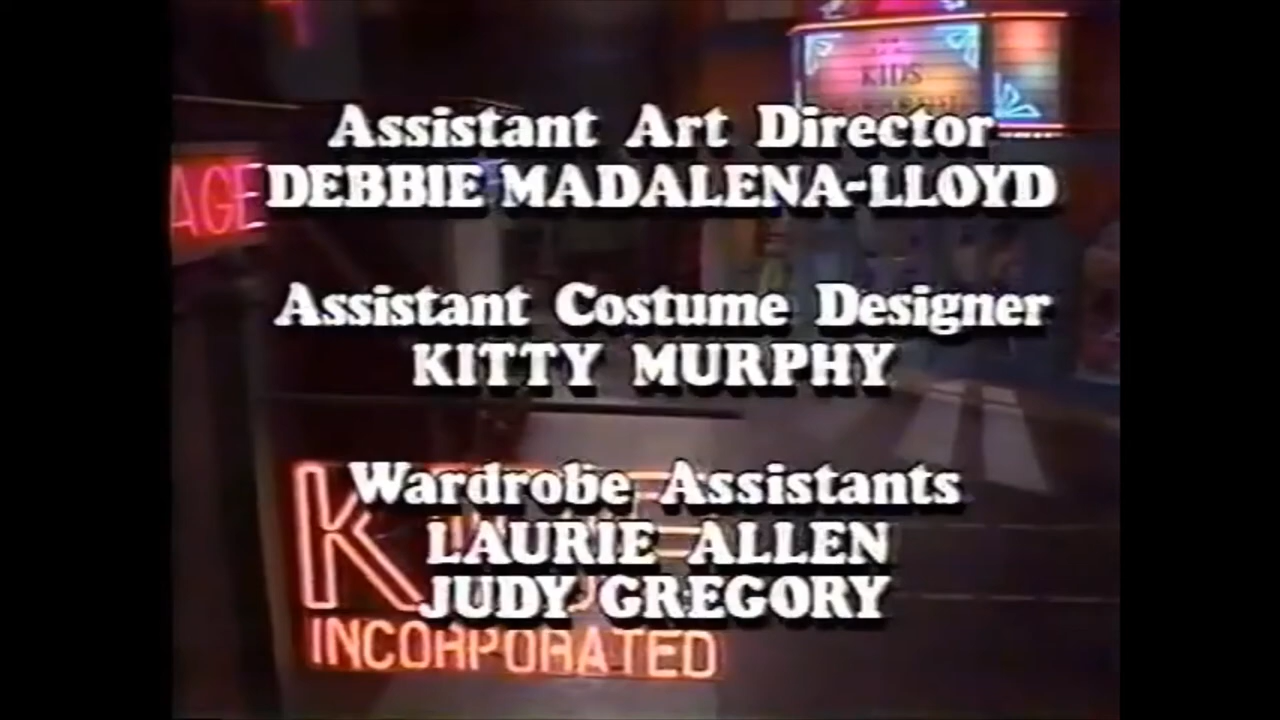 KIDS
Assistant Art Director
AGE
DEBBIE MADALENA-LLOYD
Assistant Costume Designer
KITTY MURPHY
Wardrobe Assistants
LAURIE ALLEN
JUDY GREGORY
K
INCORPORATED